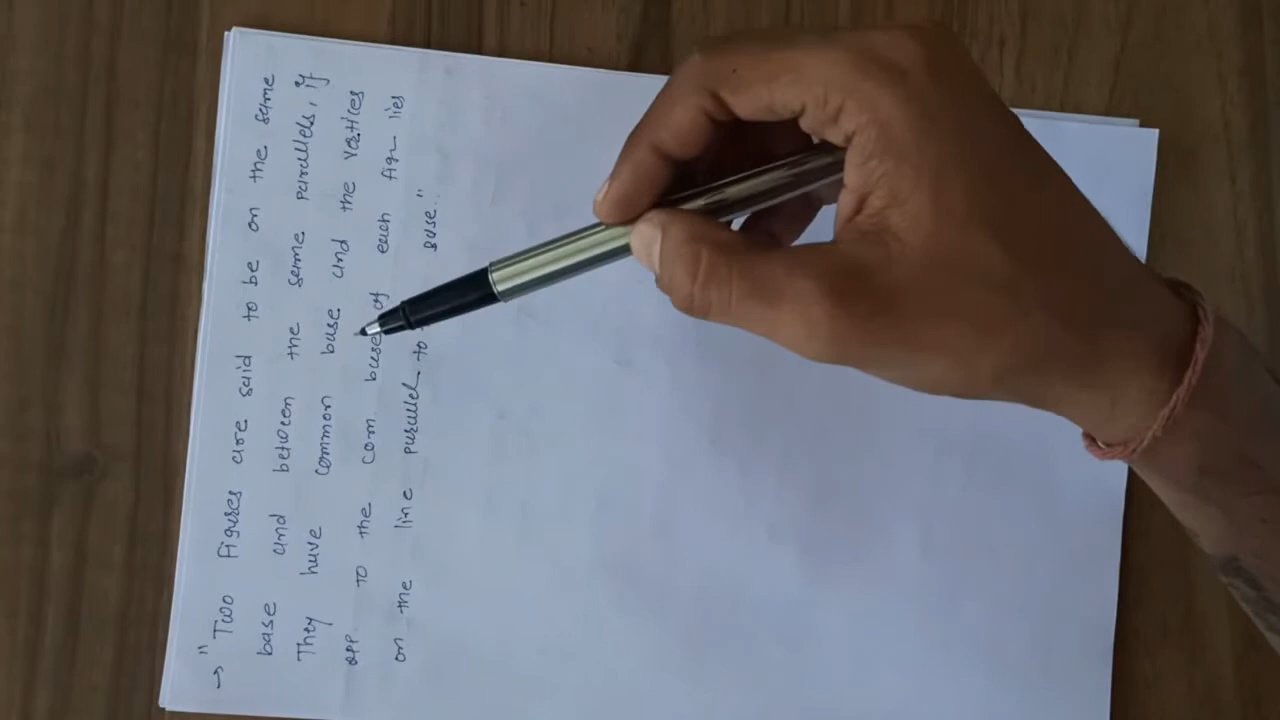 → "Two figures are said to be on the same
base and between the same parallels, if
They have common base and the vertices
opp. to the com base of each fig. lies
on the line parallel to base."